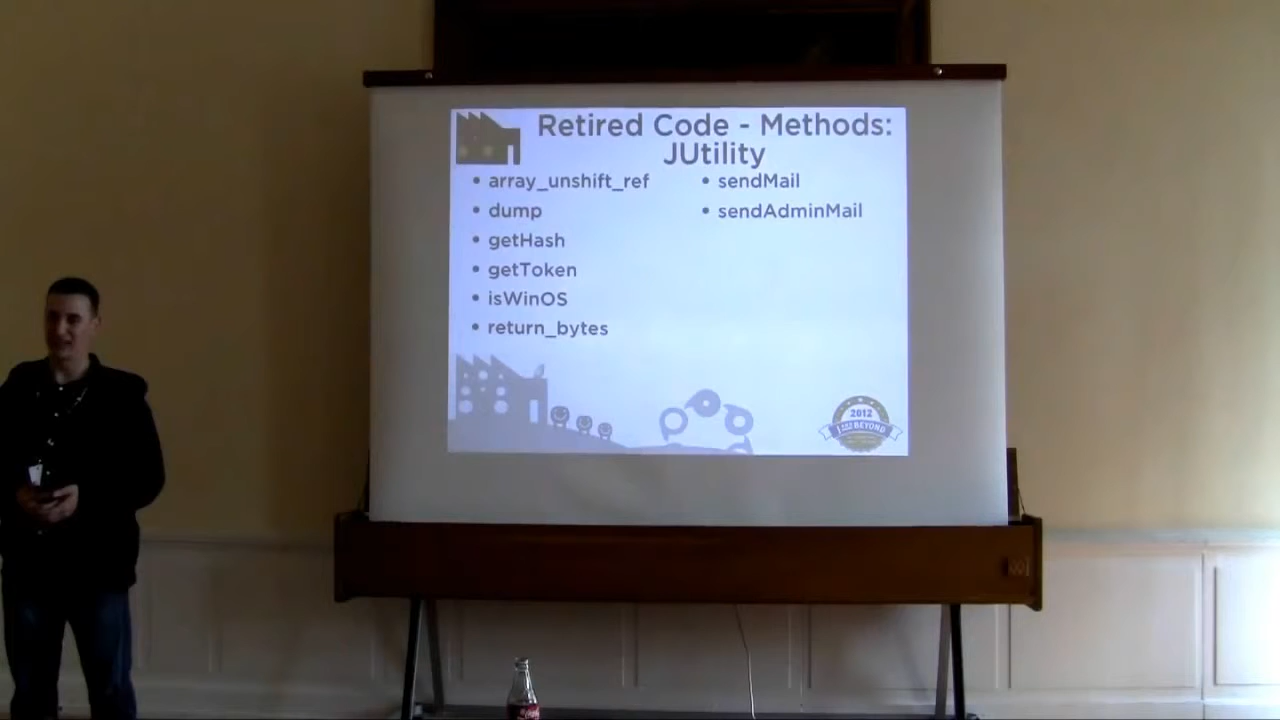 Retired Code - Methods:
JUtility
• array_unshift_ref
• dump
• getHash
• getToken
• isWinOS
• return_bytes
• sendMail
• sendAdminMail
2012
BEYOND